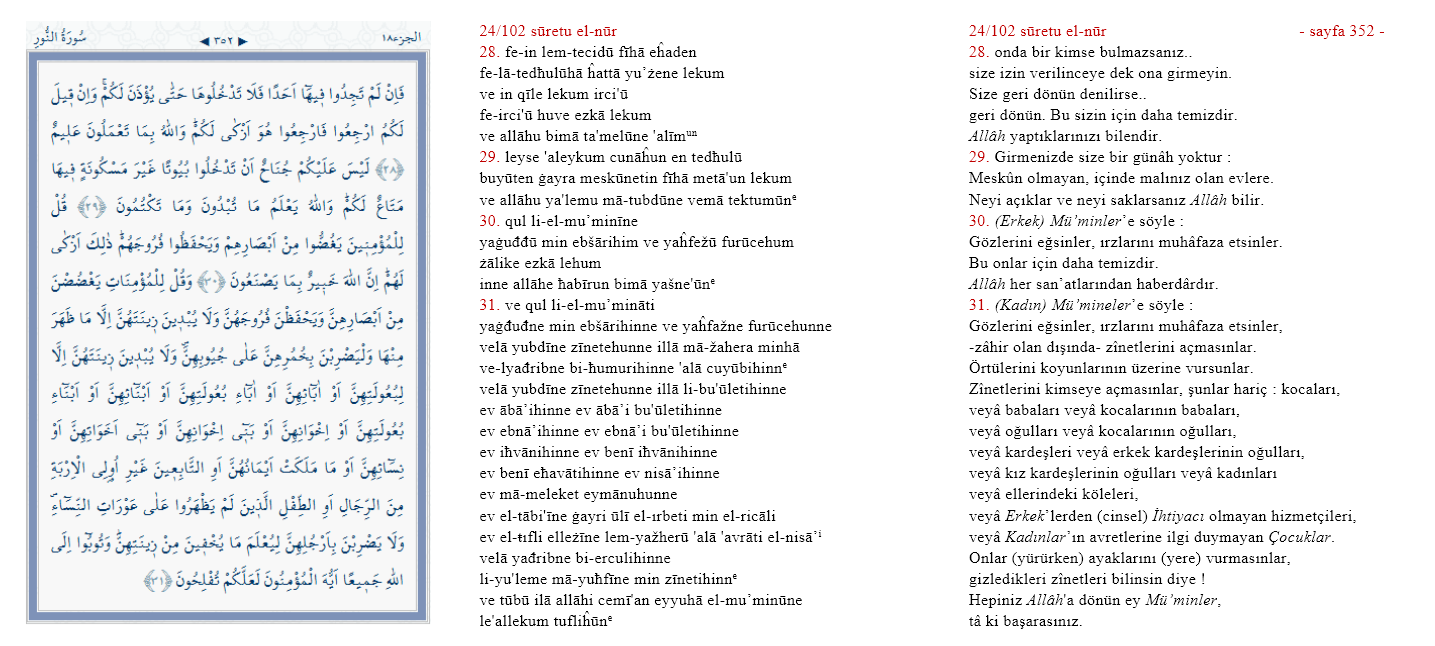 الجزء١٨
◀ ٣٥٢ ▶
سُورَةُ النُّورِ
فَاِنْ لَمْ تَجِدُوا ف۪يهَٓا اَحَدًا فَلَا تَدْخُلُوهَا حَتّٰى يُؤْذَنَ لَكُمْۚ وَاِنْ ق۪يلَ
لَكُمُ ارْجِعُوا فَارْجِعُوا هُوَ اَزْكٰى لَكُمْۜ وَاللّٰهُ بِمَا تَعْمَلُونَ عَل۪يمٌ
﴿٢٨﴾ لَيْسَ عَلَيْكُمْ جُنَاحٌ اَنْ تَدْخُلُوا بُيُوتًا غَيْرَ مَسْكُونَةٍ ف۪يهَا
مَتَاعٌ لَكُمْۜ وَاللّٰهُ يَعْلَمُ مَا تُبْدُونَ وَمَا تَكْتُمُونَ ﴿٢٩﴾ قُلْ
لِلْمُؤْمِن۪ينَ يَغُضُّوا مِنْ اَبْصَارِهِمْ وَيَحْفَظُوا فُرُوجَهُمْۜ ذٰلِكَ اَزْكٰى
لَهُمْۜ اِنَّ اللّٰهَ خَب۪يرٌ بِمَا يَصْنَعُونَ ﴿٣٠﴾ وَقُلْ لِلْمُؤْمِنَاتِ يَغْضُضْنَ
مِنْ اَبْصَارِهِنَّ وَيَحْفَظْنَ فُرُوجَهُنَّ وَلَا يُبْد۪ينَ ز۪ينَتَهُنَّ اِلَّا مَا ظَهَرَ
مِنْهَا وَلْيَضْرِبْنَ بِخُمُرِهِنَّ عَلٰى جُيُوبِهِنَّۖ وَلَا يُبْد۪ينَ ز۪ينَتَهُنَّ اِلَّا
لِبُعُولَتِهِنَّ اَوْ اٰبَٓائِهِنَّ اَوْ اٰبَٓاءِ بُعُولَتِهِنَّ اَوْ اَبْنَٓائِهِنَّ اَوْ اَبْنَٓاءِ
بُعُولَتِهِنَّ اَوْ اِخْوَانِهِنَّ اَوْ بَن۪ٓي اِخْوَانِهِنَّ اَوْ بَن۪ٓي اَخَوَاتِهِنَّ اَوْ
نِسَٓائِهِنَّ اَوْ مَا مَلَكَتْ اَيْمَانُهُنَّ اَوِ التَّابِع۪ينَ غَيْرِ اُو۬لِي الْاِرْبَةِ
مِنَ الرِّجَالِ اَوِ الطِّفْلِ الَّذ۪ينَ لَمْ يَظْهَرُوا عَلٰى عَوْرَاتِ النِّسَٓاءِۖ
وَلَا يَضْرِبْنَ بِاَرْجُلِهِنَّ لِيُعْلَمَ مَا يُخْف۪ينَ مِنْ ز۪ينَتِهِنَّۜ وَتُوبُٓوا اِلَى
اللّٰهِ جَم۪يعًا اَيُّهَ الْمُؤْمِنُونَ لَعَلَّكُمْ تُفْلِحُونَ ﴿٣١﴾
24/102 sūretu el-nūr
28. fe-in lem-tecidū fīhā eĥaden
fe-lā-tedħulūhā ĥattā yu’żene lekum
ve in qīle lekum irci'ū
fe-irci'ū huve ezkā lekum
ve allāhu bimā ta'melūne 'alīmᵘⁿ
29. leyse 'aleykum cunāĥun en tedħulū
buyūten ġayra meskūnetin fīhā metā'un lekum
ve allāhu ya'lemu mā-tubdūne vemā tektumūnᵉ
30. qul li-el-mu’minīne
yaġuđđū min ebšārihim ve yaĥfežū furūcehum
żālike ezkā lehum
inne allāhe ħabīrun bimā yašne'ūnᵉ
31. ve qul li-el-mu’mināti
yaġđuđne min ebšārihinne ve yaĥfažne furūcehunne
velā yubdīne zīnetehunne illā mā-žahera minhā
ve-lyađribne bi-ħumurihinne 'alā cuyūbihinnᵉ
velā yubdīne zīnetehunne illā li-bu'ūletihinne
ev ābā’ihinne ev ābā’i bu'ūletihinne
ev ebnā’ihinne ev ebnā’i bu'ūletihinne
ev iħvānihinne ev benī iħvānihinne
ev benī eħavātihinne ev nisā’ihinne
ev mā-meleket eymānuhunne
ev el-tābi'īne ġayri ūlī el-ırbeti min el-ricāli
ev el-tıfli elležīne lem-yažherū 'alā 'avrāti el-nisā’ⁱ
velā yađribne bi-erculihinne
li-yu'leme mā-yuħfīne min zīnetihinnᵉ
ve tūbū ilā allāhi cemī'an eyyuhā el-mu’minūne
le'allekum tufliĥūnᵉ
24/102 sūretu el-nūr - sayfa 352 -
28. onda bir kimse bulmazsanız..
size izin verilinceye dek ona girmeyin.
Size geri dönün denilirse..
geri dönün. Bu sizin için daha temizdir.
Allâh yaptıklarınızı bilendir.
29. Girmenizde size bir günâh yoktur :
Meskûn olmayan, içinde malınız olan evlere.
Neyi açıklar ve neyi saklarsanız Allâh bilir.
30. (Erkek) Mü’minler’e söyle :
Gözlerini eğsinler, ırzlarını muhâfaza etsinler.
Bu onlar için daha temizdir.
Allâh her san’atlarından haberdârdır.
31. (Kadın) Mü’mineler’e söyle :
Gözlerini eğsinler, ırzlarını muhâfaza etsinler,
-zâhir olan dışında- zînetlerini açmasınlar.
Örtülerini koyunlarının üzerine vursunlar.
Zînetlerini kimseye açmasınlar, şunlar hariç : kocaları,
veyâ babaları veyâ kocalarının babaları,
veyâ oğulları veyâ kocalarının oğulları,
veyâ kardeşleri veyâ erkek kardeşlerinin oğulları,
veyâ kız kardeşlerinin oğulları veyâ kadınları
veyâ ellerindeki köleleri,
veyâ Erkek’lerden (cinsel) İhtiyacı olmayan hizmetçileri,
veyâ Kadınlar’ın avretlerine ilgi duymayan Çocuklar.
Onlar (yürürken) ayaklarını (yere) vurmasınlar,
gizledikleri zînetleri bilinsin diye !
Hepiniz Allâh'a dönün ey Mü’minler,
tâ ki başarasınız.